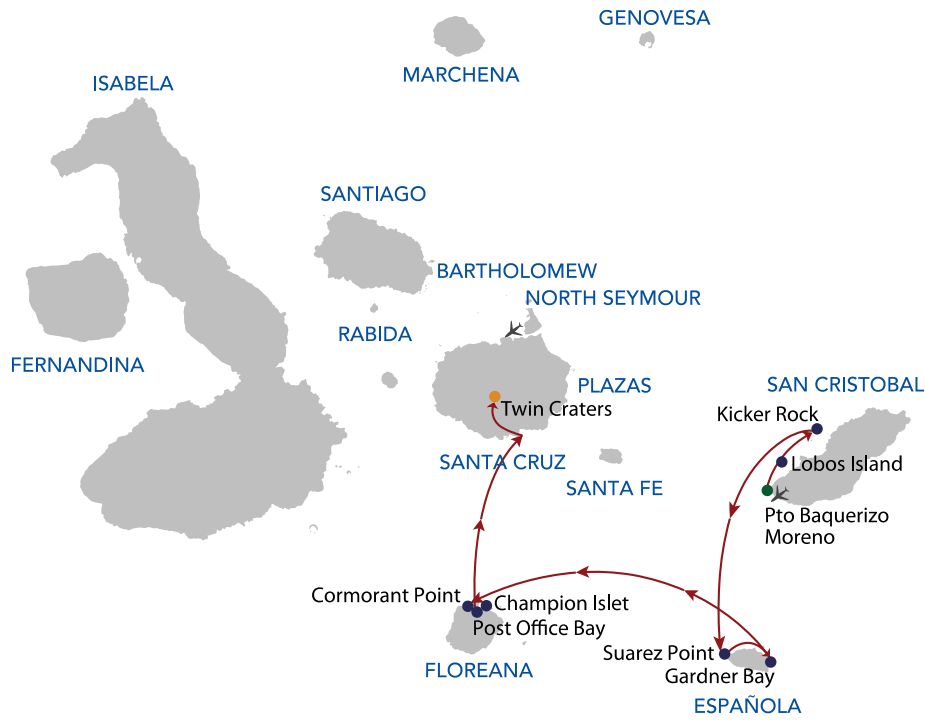 GENOVESA
MARCHENA
ISABELA
SANTIAGO
BARTHOLOMEW
NORTH SEYMOUR
RABIDA
FERNANDINA
PLAZAS
SAN CRISTOBAL
Twin Craters
Kicker Rock
SANTA CRUZ
Lobos Island
SANTA FE
Pto Baquerizo
Moreno
Cormorant Point
Champion Islet
Post Office Bay
FLOREANA
Suarez Point
Gardner Bay
ESPAÑOLA